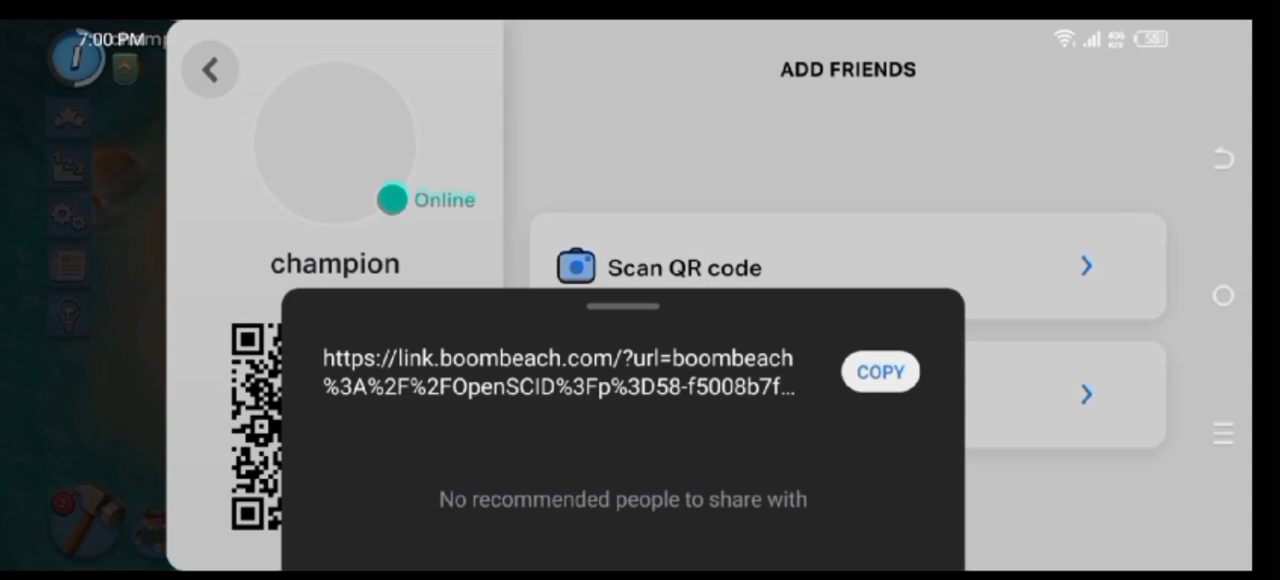 7:00 PM
ADD FRIENDS
Online
champion
Scan QR code
https://link.boombeach.com/?url=boombeach
%3A%2F%2FOpenSCID%3Fp%3D58-f5008b7f...
COPY
No recommended people to share with